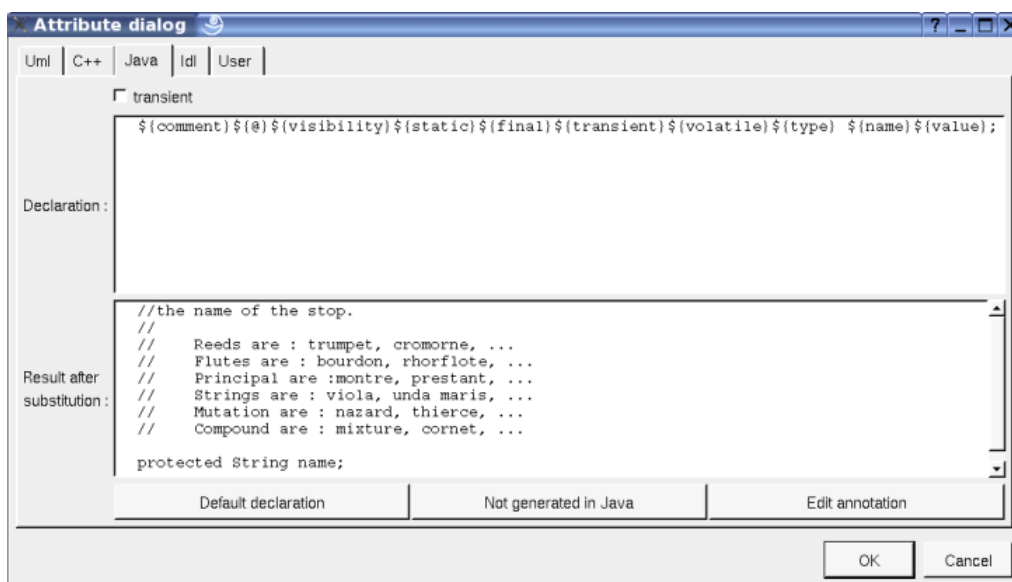 Attribute dialog
Uml C++ Java Idl User
transient
Declaration :
${comment}${@}${visibility}${static}${final}${transient}${volatile}${type} ${name}${value};
Result after substitution :
//the name of the stop.
//
//     Reeds are : trumpet, cromorne, ...
//     Flutes are : bourdon, rhorflote, ...
//     Principal are :montre, prestant, ...
//     Strings are : viola, unda maris, ...
//     Mutation are : nazard, thierce, ...
//     Compound are : mixture, cornet, ...
protected String name;
Default declaration Not generated in Java Edit annotation
OK Cancel